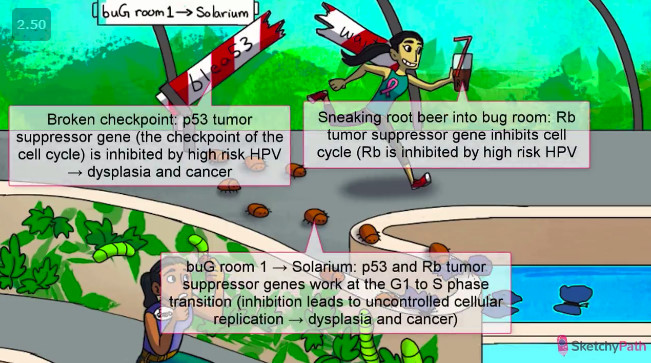 2.50
buG room 1 → Solarium
bleas3
wa
Broken checkpoint: p53 tumor
suppressor gene (the checkpoint of the
cell cycle) is inhibited by high risk HPV
→ dysplasia and cancer
Sneaking root beer into bug room: Rb
tumor suppressor gene inhibits cell
cycle (Rb is inhibited by high risk HPV
buG room 1 → Solarium: p53 and Rb tumor
suppressor genes work at the G1 to S phase
transition (inhibition leads to uncontrolled cellular
replication → dysplasia and cancer)
SketchyPath